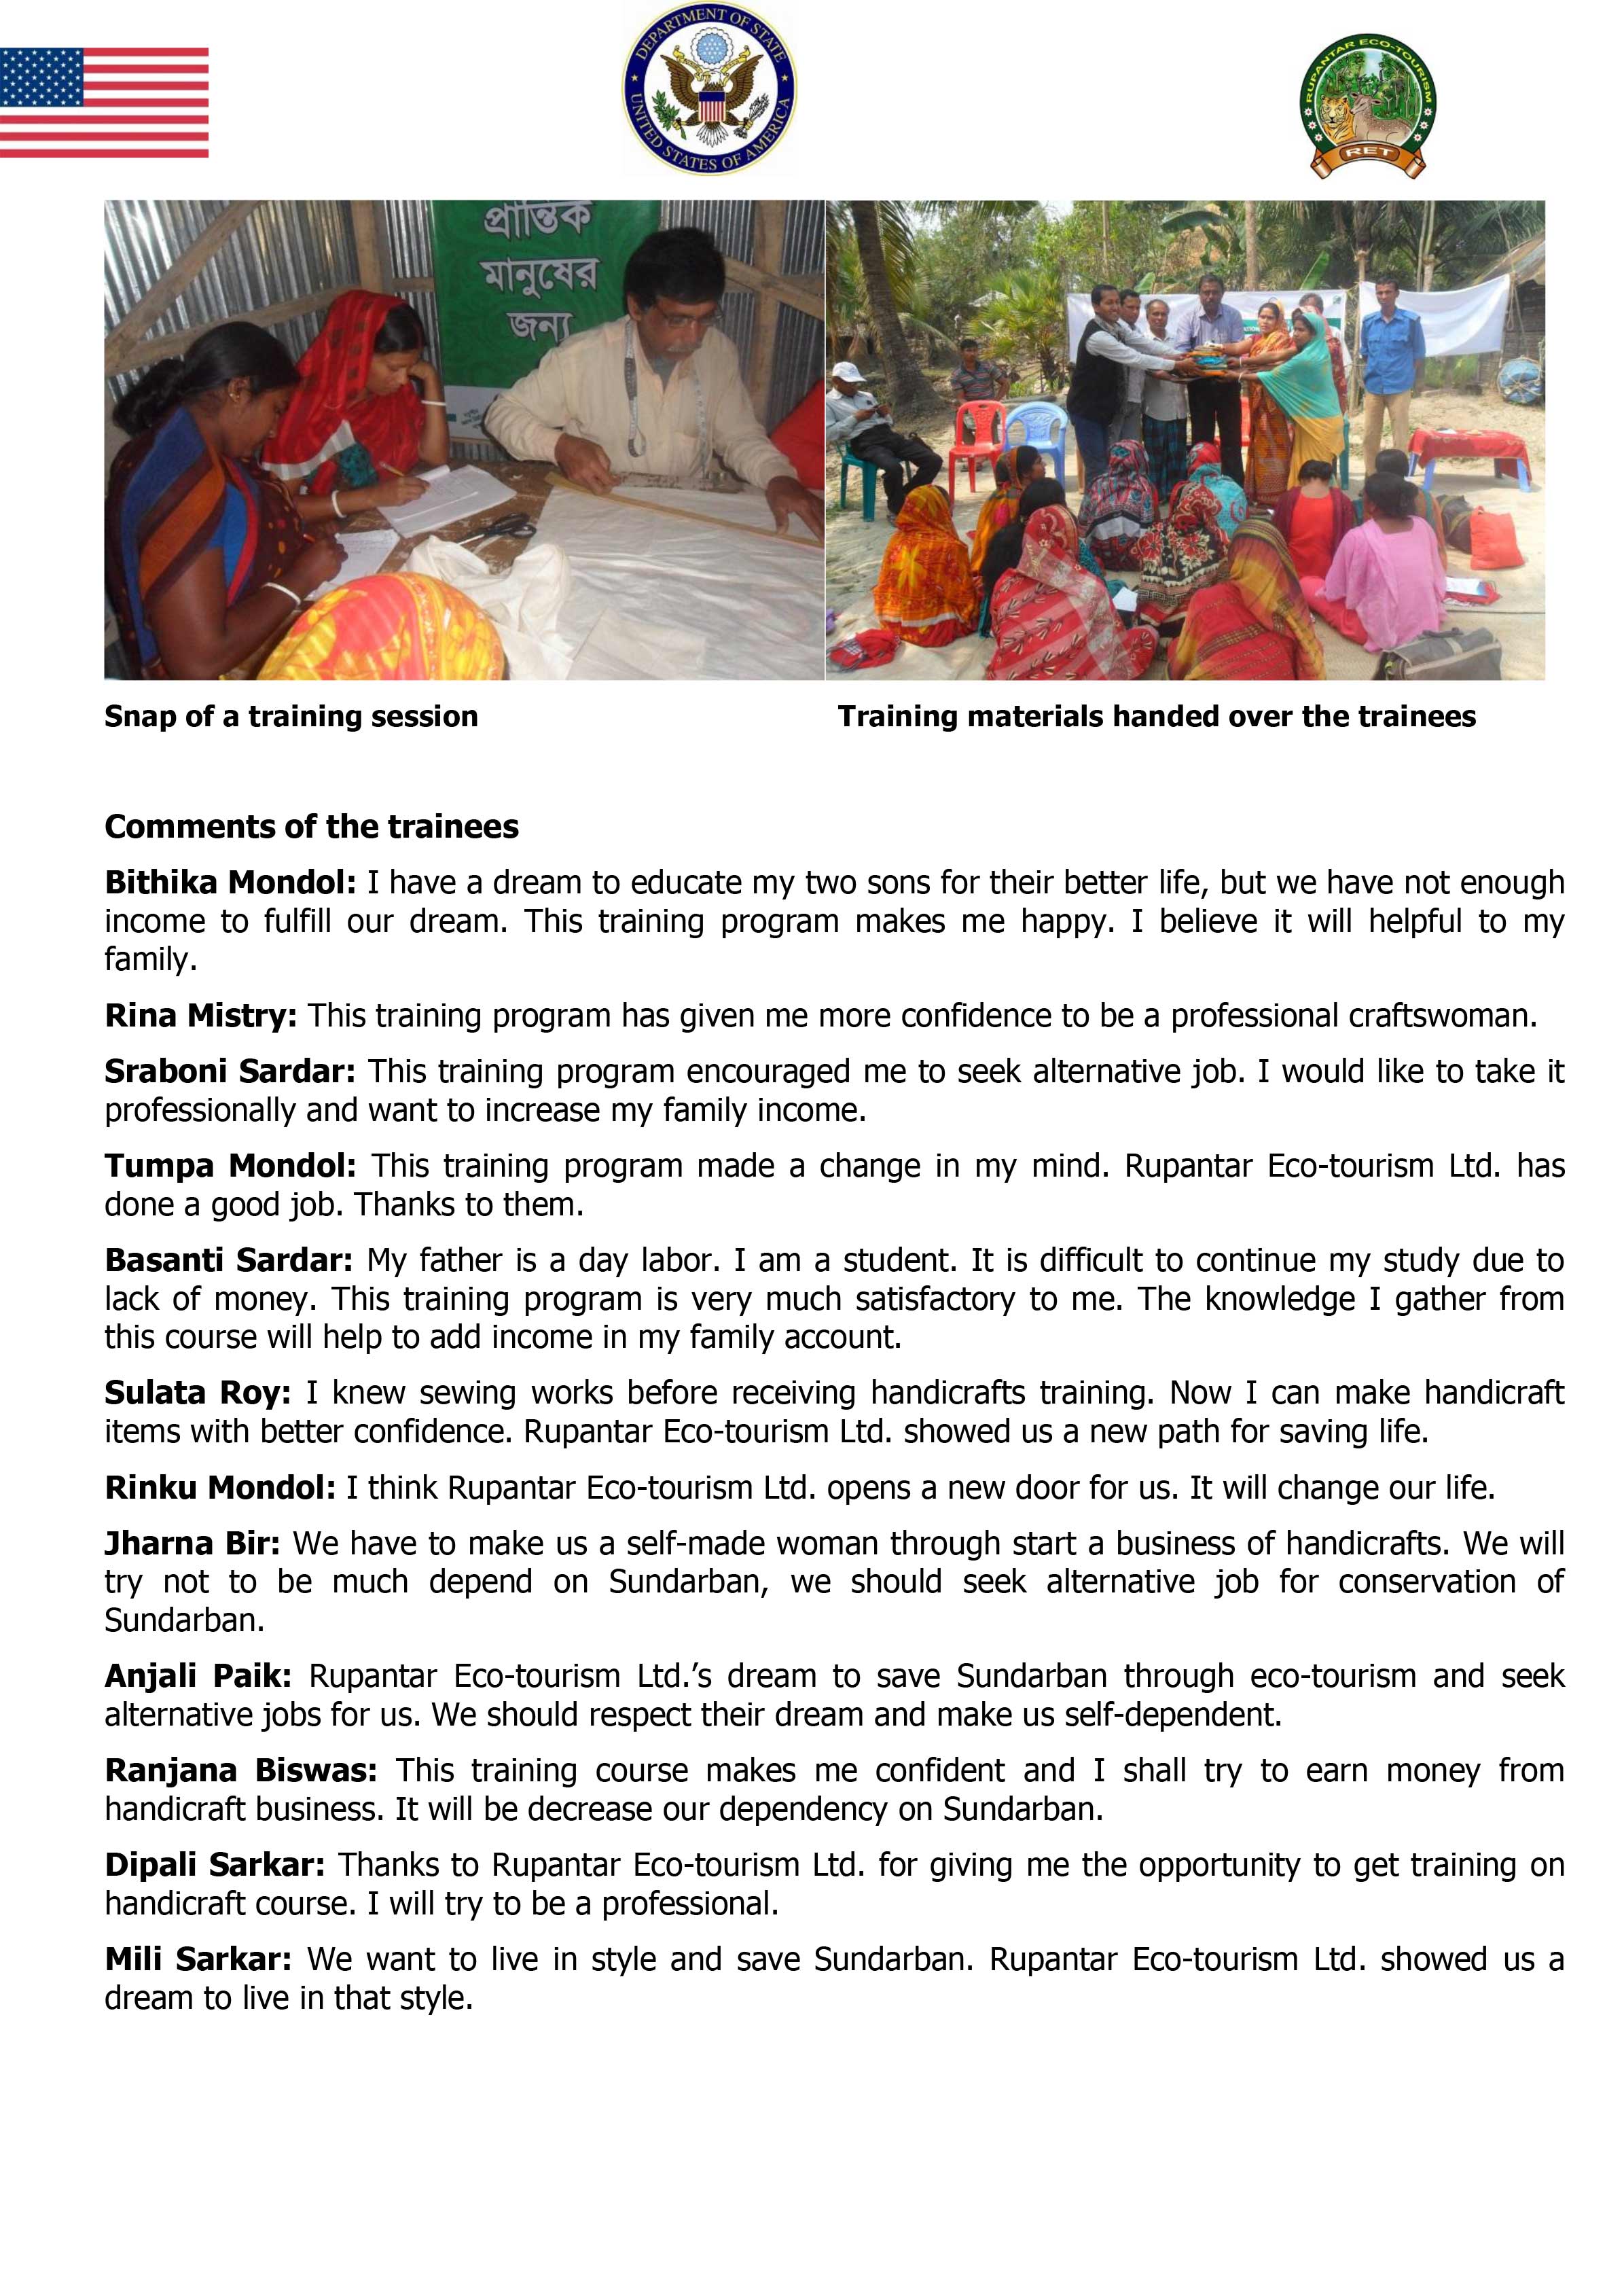 DEPARTMENT OF STATE
UNITED STATES OF AMERICA
RUPANTAR ECO-TOURISM
RET
প্রান্তিক
মানুষের
জন্য
Snap of a training session
Training materials handed over the trainees
Comments of the trainees
Bithika Mondol: I have a dream to educate my two sons for their better life, but we have not enough
income to fulfill our dream. This training program makes me happy. I believe it will helpful to my
family.
Rina Mistry: This training program has given me more confidence to be a professional craftswoman.
Sraboni Sardar: This training program encouraged me to seek alternative job. I would like to take it
professionally and want to increase my family income.
Tumpa Mondol: This training program made a change in my mind. Rupantar Eco-tourism Ltd. has
done a good job. Thanks to them.
Basanti Sardar: My father is a day labor. I am a student. It is difficult to continue my study due to
lack of money. This training program is very much satisfactory to me. The knowledge I gather from
this course will help to add income in my family account.
Sulata Roy: I knew sewing works before receiving handicrafts training. Now I can make handicraft
items with better confidence. Rupantar Eco-tourism Ltd. showed us a new path for saving life.
Rinku Mondol: I think Rupantar Eco-tourism Ltd. opens a new door for us. It will change our life.
Jharna Bir: We have to make us a self-made woman through start a business of handicrafts. We will
try not to be much depend on Sundarban, we should seek alternative job for conservation of
Sundarban.
Anjali Paik: Rupantar Eco-tourism Ltd.’s dream to save Sundarban through eco-tourism and seek
alternative jobs for us. We should respect their dream and make us self-dependent.
Ranjana Biswas: This training course makes me confident and I shall try to earn money from
handicraft business. It will be decrease our dependency on Sundarban.
Dipali Sarkar: Thanks to Rupantar Eco-tourism Ltd. for giving me the opportunity to get training on
handicraft course. I will try to be a professional.
Mili Sarkar: We want to live in style and save Sundarban. Rupantar Eco-tourism Ltd. showed us a
dream to live in that style.